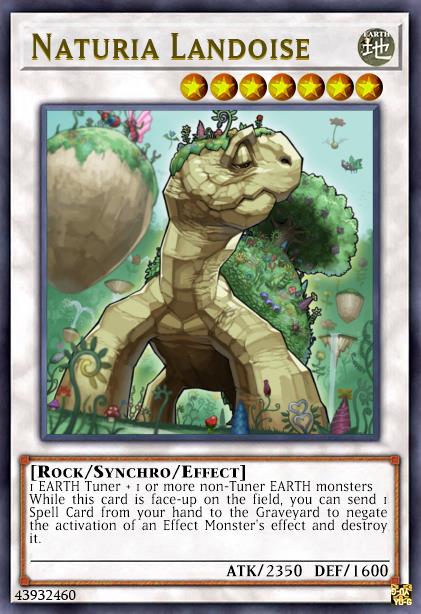 NATURIA LANDOISE
EARTH
地
[ROCK/SYNCHRO/EFFECT]
1 EARTH Tuner + 1 or more non-Tuner EARTH monsters
While this card is face-up on the field, you can send 1
Spell Card from your hand to the Graveyard to negate
the activation of an Effect Monster's effect and destroy
it.
ATK/2350 DEF/1600
43932460